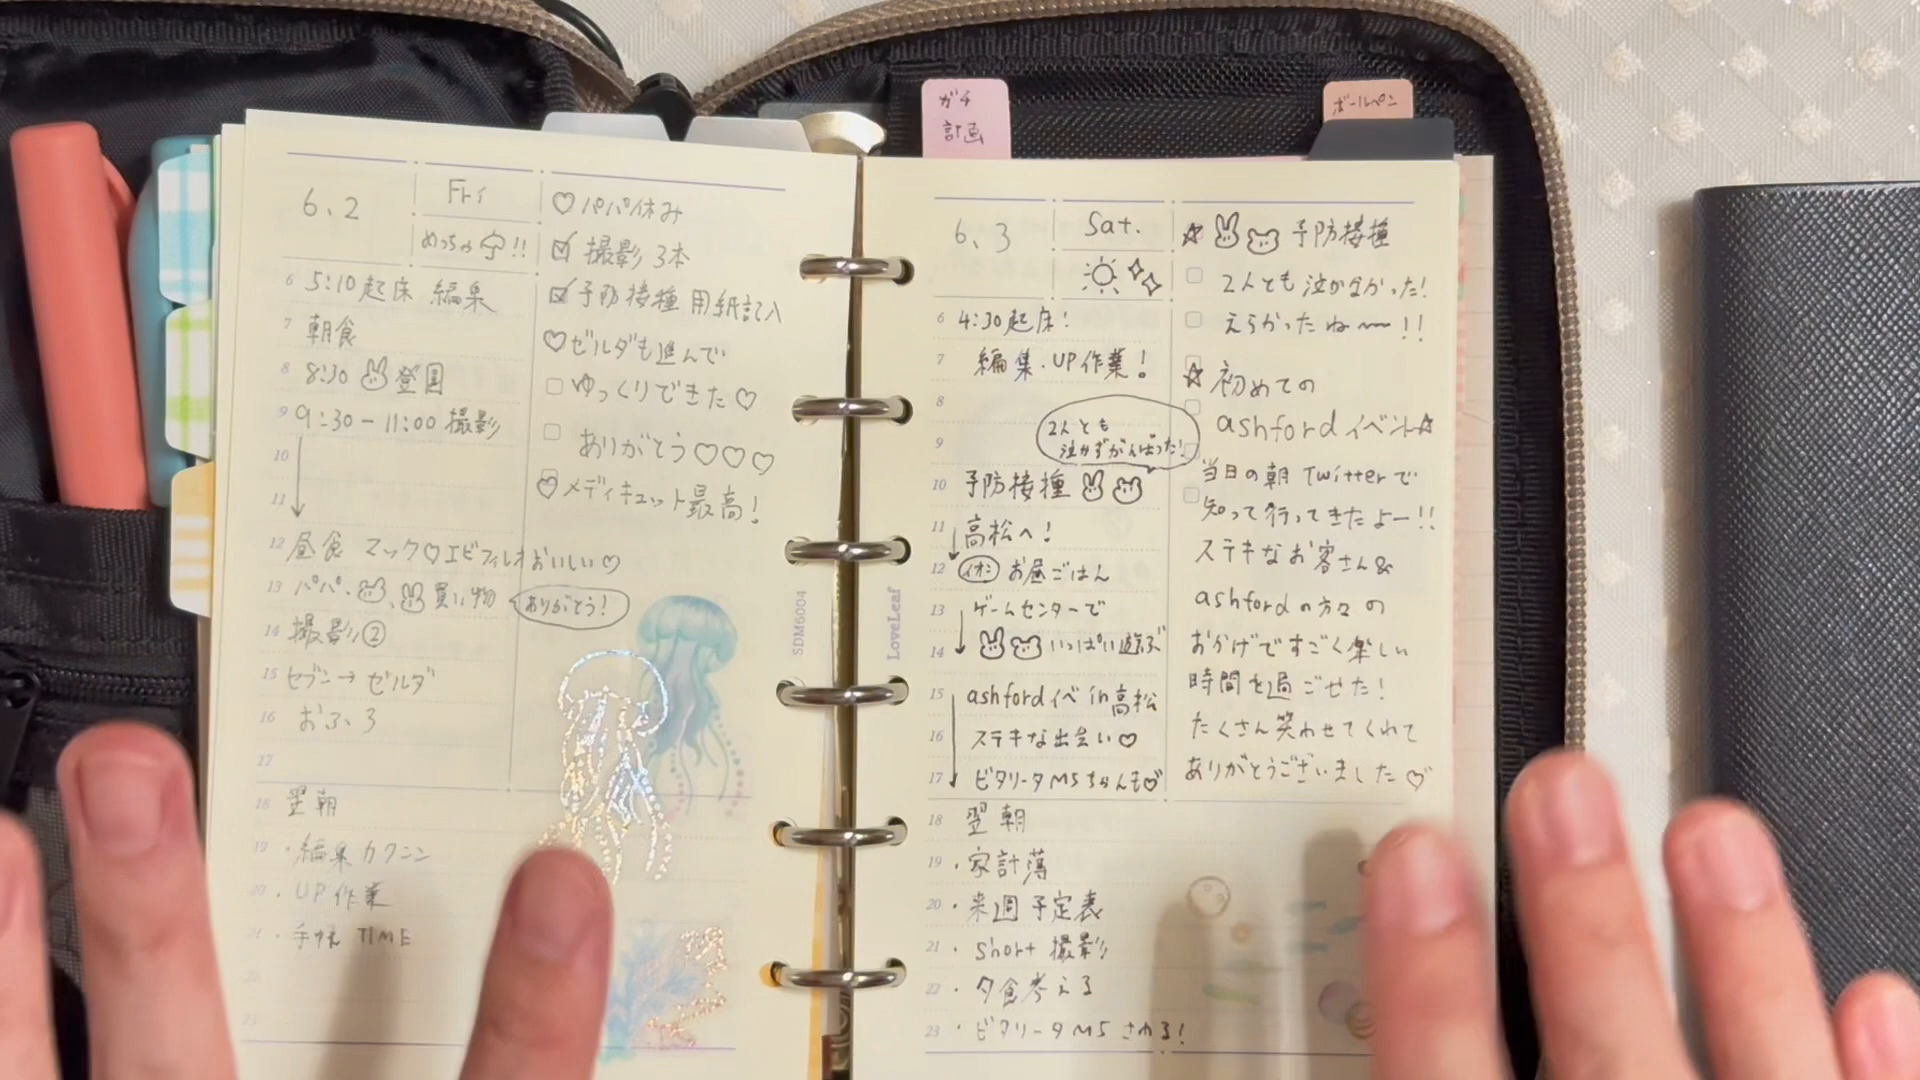 ガチ
計画
ボールペン
6.2
Fri
めっちゃ!!
6 5:10起床 編集
7 朝食
8 8:30 登園
9 9:30-11:00 撮影
10
11
12 昼食 マック♡エビフィレオおいしい♡
13 パパ・、買い物
ありがとう!
14 撮影②
15 セブン→ゼルダ
16 おふろ
17
18 翌朝
19 ・編集カクニン
20 ・UP作業
21 ・手帳 TIME
22
23
♡パパ休み
☑撮影 3本
☑予防接種 用紙記入
♡ゼルダも進んで
ゆっくりできた♡
ありがとう♡♡♡
♡メディキュット最高!
SDM6004
LoveLeaf
6.3
Sat.
6 4:30起床!
7 編集・UP作業!
8
9
2人とも
泣かずがんばった!
10 予防接種
11 高松へ!
12 イオン お昼ごはん
13 ゲームセンターで
14 いっぱい遊ぶ
15 ashfordイベ in高松
16 ステキな出会い♡
17 ビタリータM5ちゃんも♡
18 翌朝
19 ・家計簿
20 ・来週予定表
21 ・short 撮影
22 ・夕食考える
23 ・ビタリータM5 さわる!
☆ 予防接種
2人とも泣かなかった!
えらかったね〜!!
☆初めての
ashfordイベント☆
当日の朝 Twitterで
知って行ってきたよー!!
ステキなお客さん&
ashfordの方々の
おかげですごく楽しい
時間を過ごせた!
たくさん笑わせてくれて
ありがとうございました♡